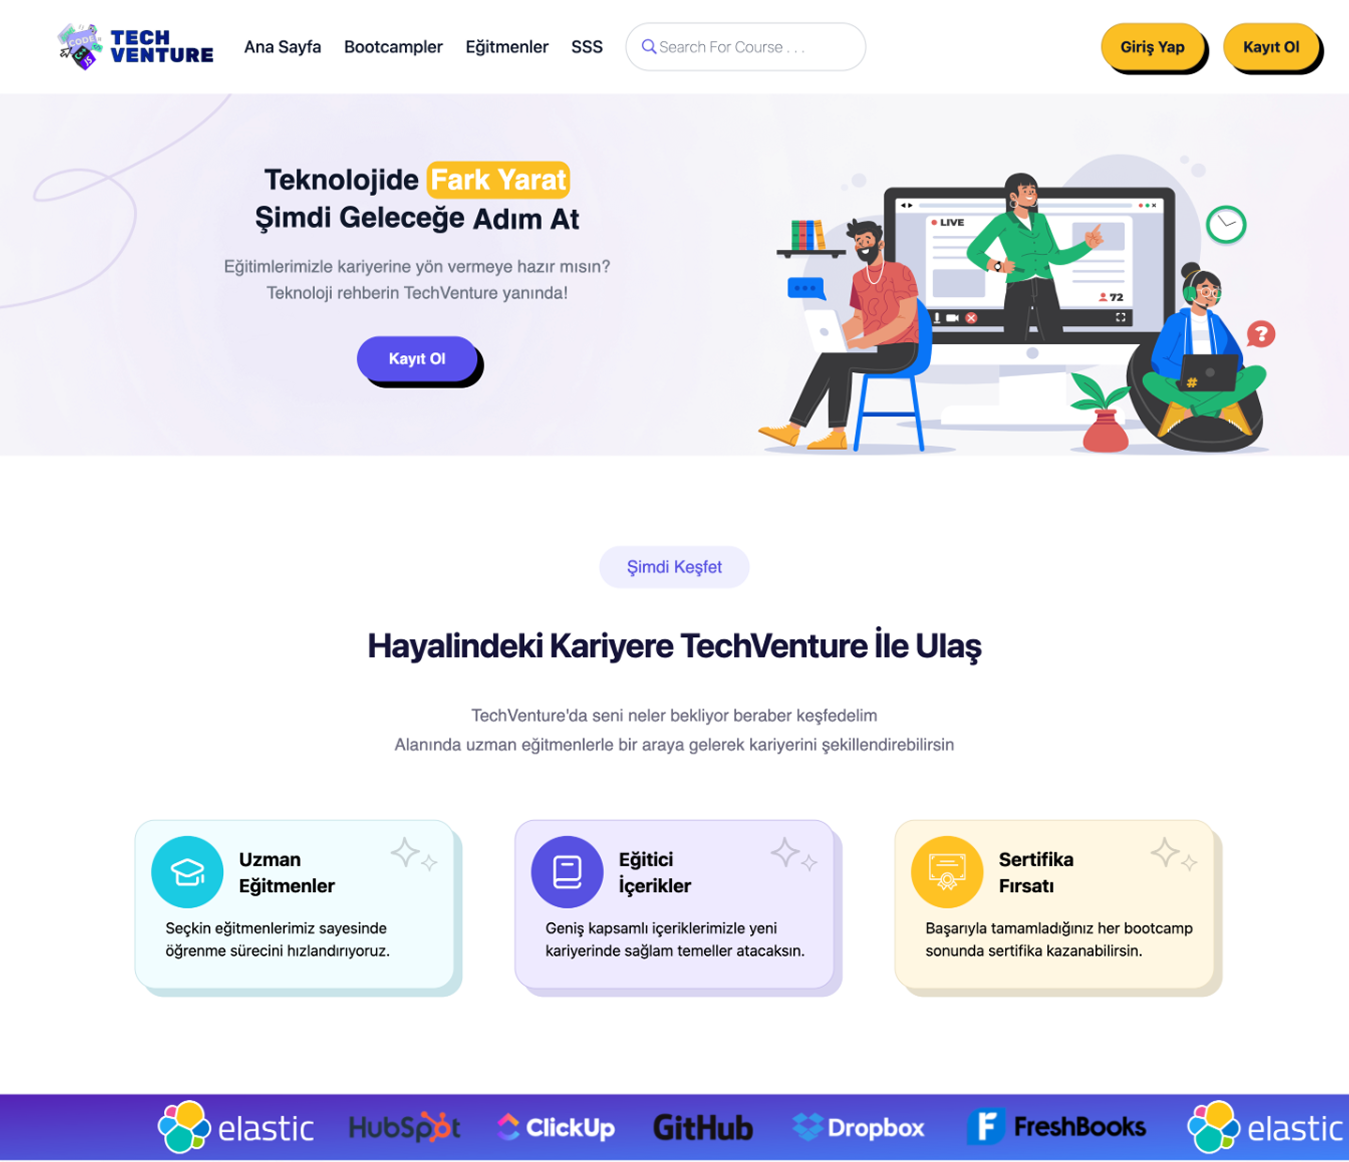 CODE
JS
TECH
VENTURE
Ana Sayfa
Bootcampler
Eğitmenler
SSS
Search For Course . . .
Giriş Yap
Kayıt Ol
Teknolojide Fark Yarat
Şimdi Geleceğe Adım At
Eğitimlerimizle kariyerine yön vermeye hazır mısın?
Teknoloji rehberin TechVenture yanında!
Kayıt Ol
LIVE
72
?
#
Şimdi Keşfet
Hayalindeki Kariyere TechVenture İle Ulaş
TechVenture'da seni neler bekliyor beraber keşfedelim
Alanında uzman eğitmenlerle bir araya gelerek kariyerini şekillendirebilirsin
Uzman
Eğitmenler
Seçkin eğitmenlerimiz sayesinde
öğrenme sürecini hızlandırıyoruz.
Eğitici
İçerikler
Geniş kapsamlı içeriklerimizle yeni
kariyerinde sağlam temeller atacaksın.
Sertifika
Fırsatı
Başarıyla tamamladığınız her bootcamp
sonunda sertifika kazanabilirsin.
elastic
HubSpot
ClickUp
GitHub
Dropbox
FreshBooks
elastic